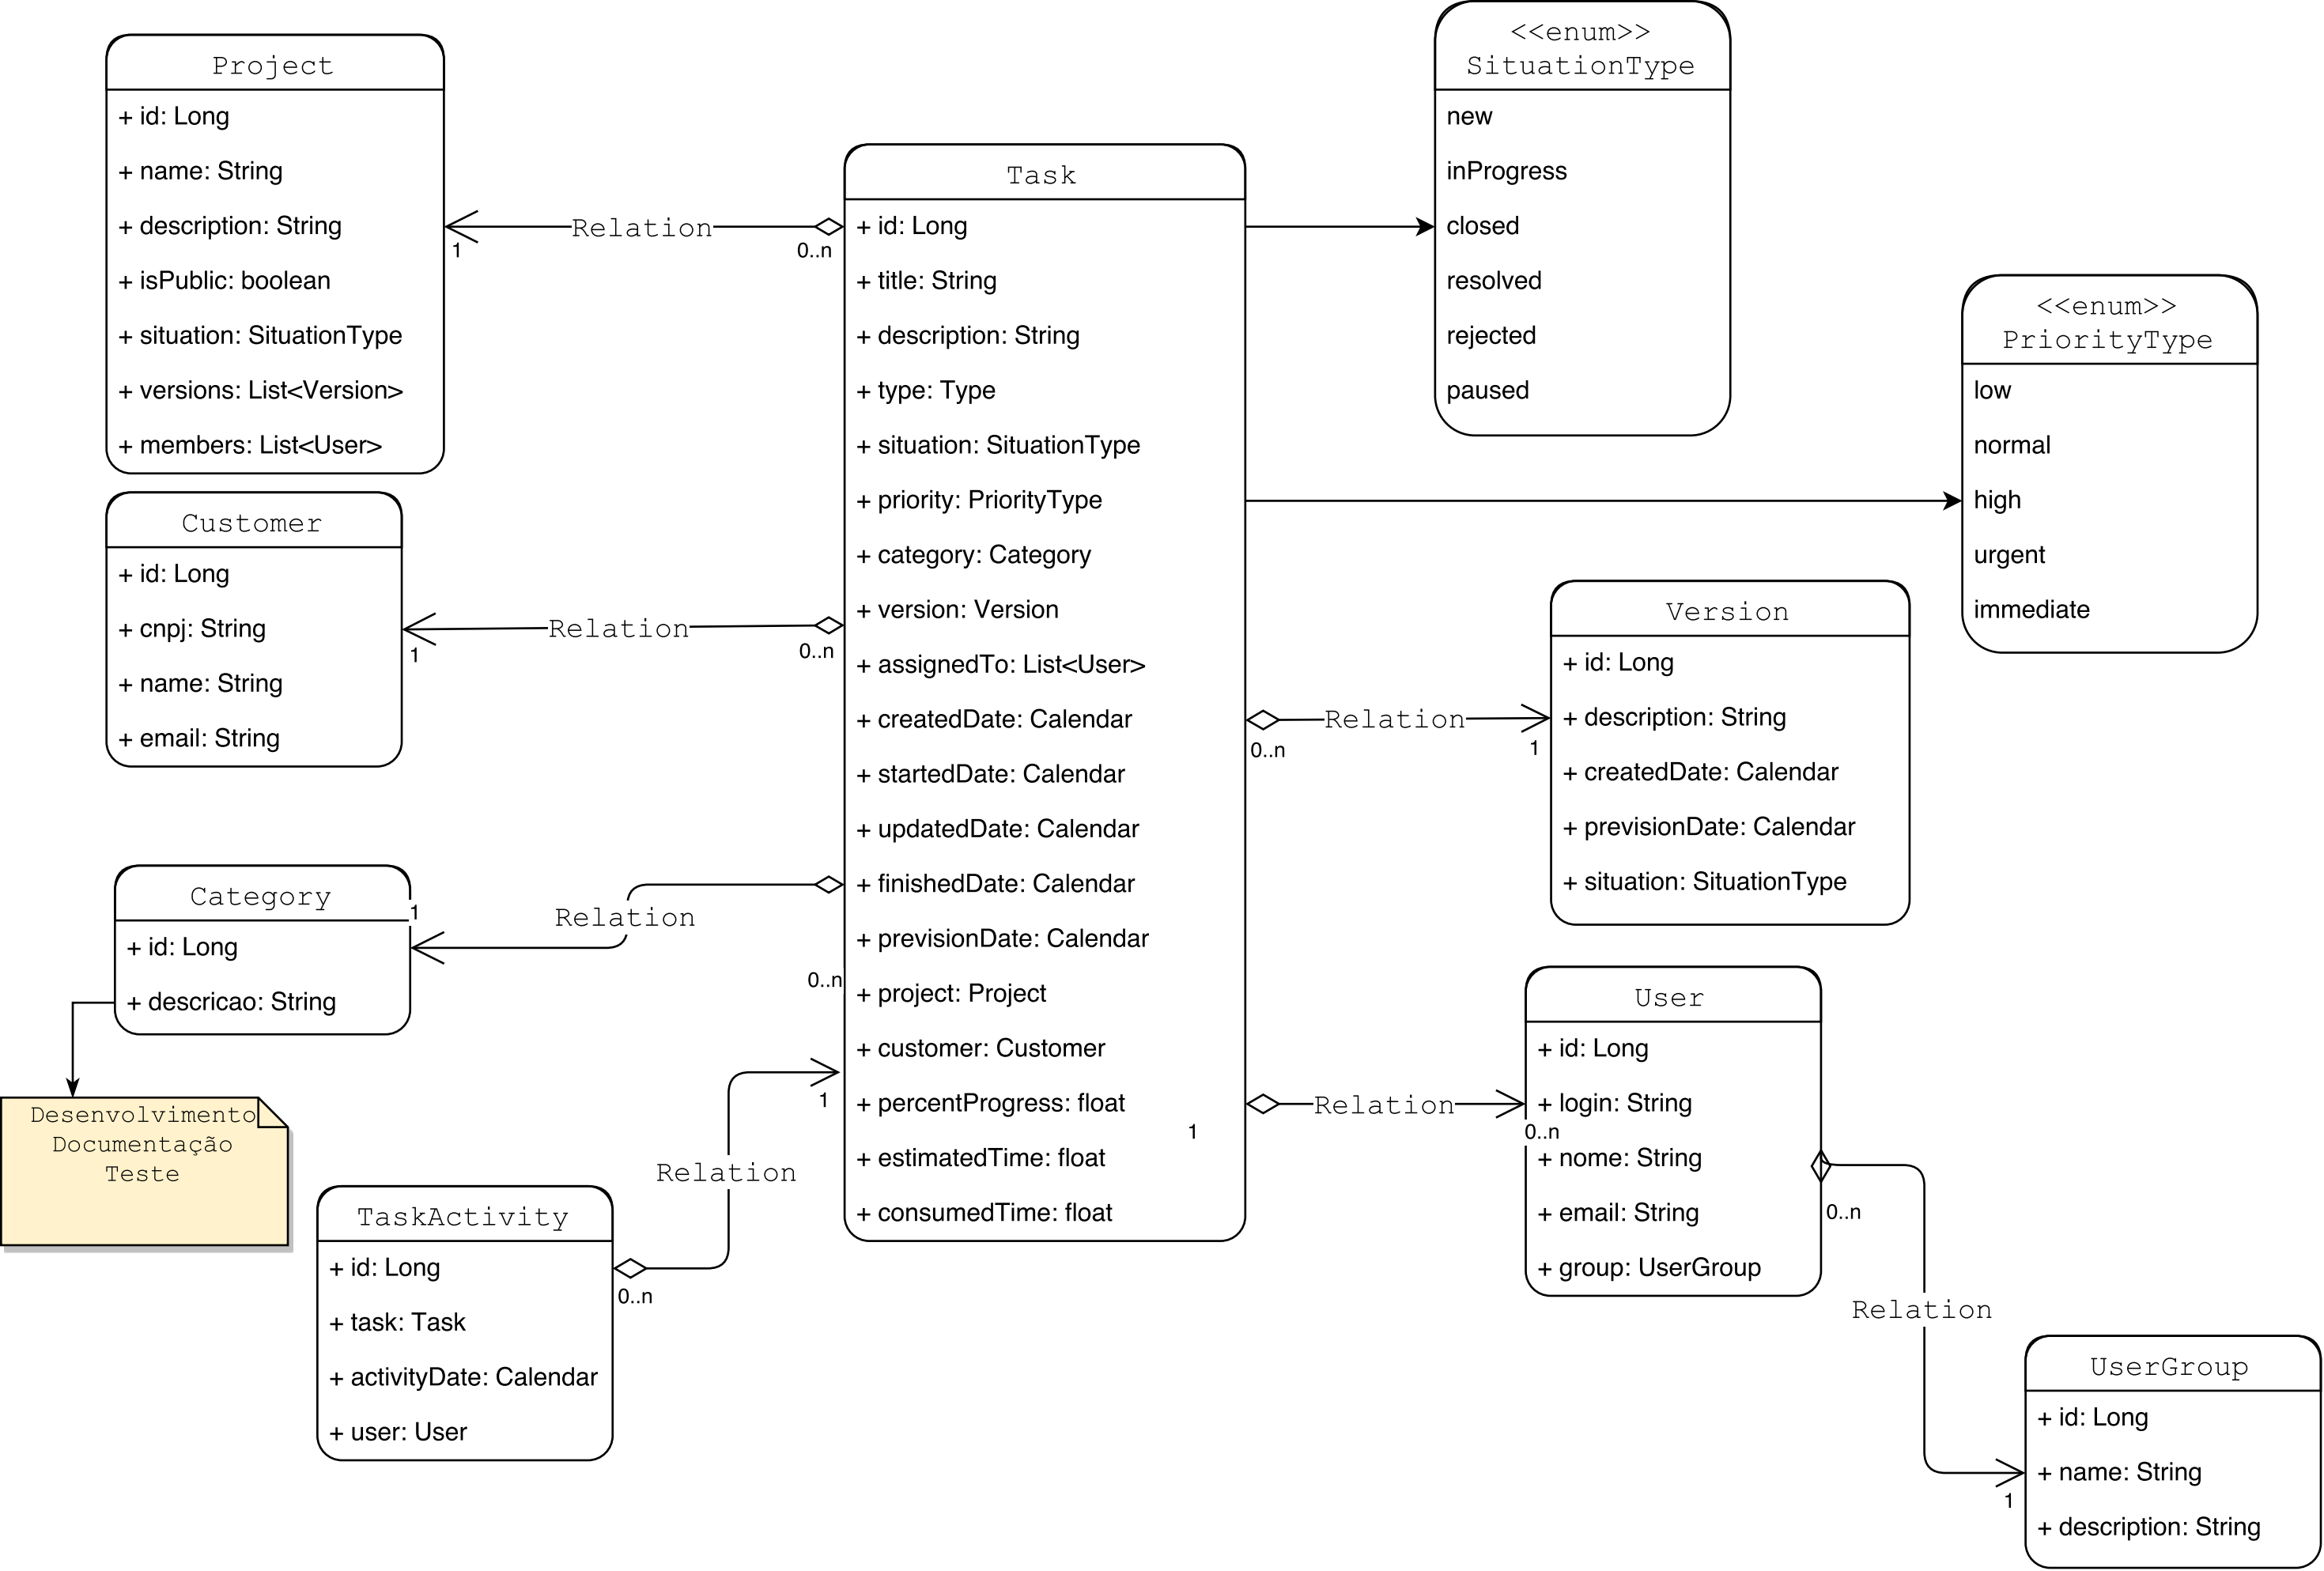 Project
+ id: Long
+ name: String
+ description: String
+ isPublic: boolean
+ situation: SituationType
+ versions: List<Version>
+ members: List<User>
1
Relation
0..n
Customer
+ id: Long
+ cnpj: String
+ name: String
+ email: String
1
Relation
0..n
Category
+ id: Long
+ descricao: String
1
Relation
0..n
Desenvolvimento
Documentação
Teste
TaskActivity
+ id: Long
+ task: Task
+ activityDate: Calendar
+ user: User
0..n
Relation
1
Task
+ id: Long
+ title: String
+ description: String
+ type: Type
+ situation: SituationType
+ priority: PriorityType
+ category: Category
+ version: Version
+ assignedTo: List<User>
+ createdDate: Calendar
+ startedDate: Calendar
+ updatedDate: Calendar
+ finishedDate: Calendar
+ previsionDate: Calendar
+ project: Project
+ customer: Customer
+ percentProgress: float
+ estimatedTime: float
+ consumedTime: float
<<enum>>
SituationType
new
inProgress
closed
resolved
rejected
paused
<<enum>>
PriorityType
low
normal
high
urgent
immediate
0..n
Relation
1
Version
+ id: Long
+ description: String
+ createdDate: Calendar
+ previsionDate: Calendar
+ situation: SituationType
1
Relation
0..n
User
+ id: Long
+ login: String
+ nome: String
+ email: String
+ group: UserGroup
0..n
Relation
1
UserGroup
+ id: Long
+ name: String
+ description: String